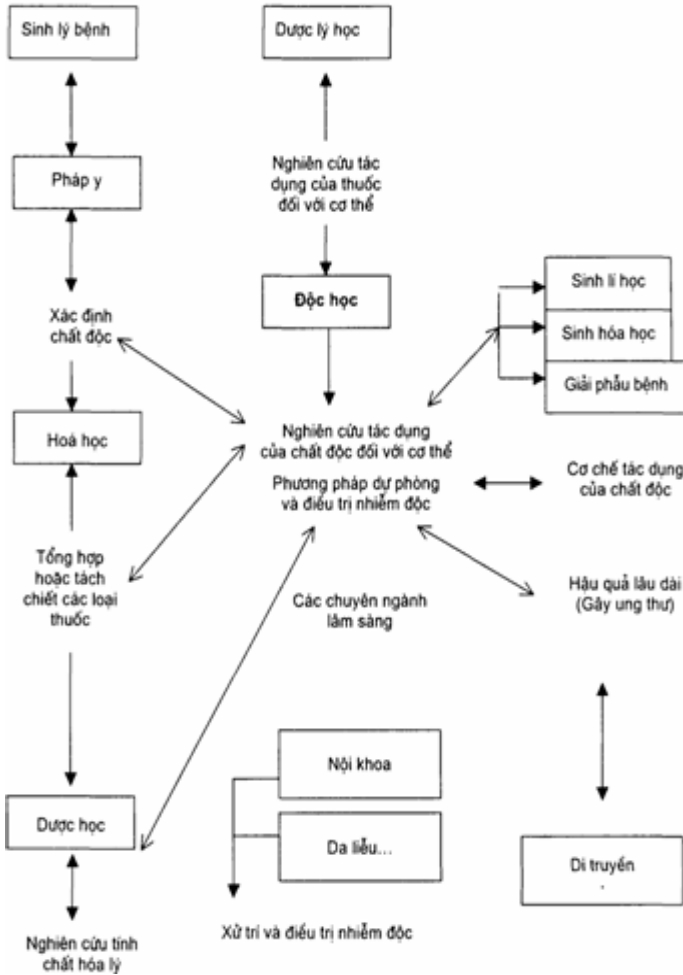 Sinh lý bệnh
Dược lý học
Pháp y
Nghiên cứu tác
dụng của thuốc
đối với cơ thể
Độc học
Sinh lí học
Sinh hóa học
Giải phẫu bệnh
Xác định
chất độc
Hoá học
Nghiên cứu tác dụng
của chất độc đối với cơ thể
Phương pháp dự phòng
và điều trị nhiễm độc
Cơ chế tác dụng
của chất độc
Tổng hợp
hoặc tách
chiết các loại
thuốc
Các chuyên ngành
lâm sàng
Hậu quả lâu dài
(Gây ung thư)
Nội khoa
Da liễu...
Dược học
Di truyền
Xử trí và điều trị nhiễm độc
Nghiên cứu tính
chất hóa lý